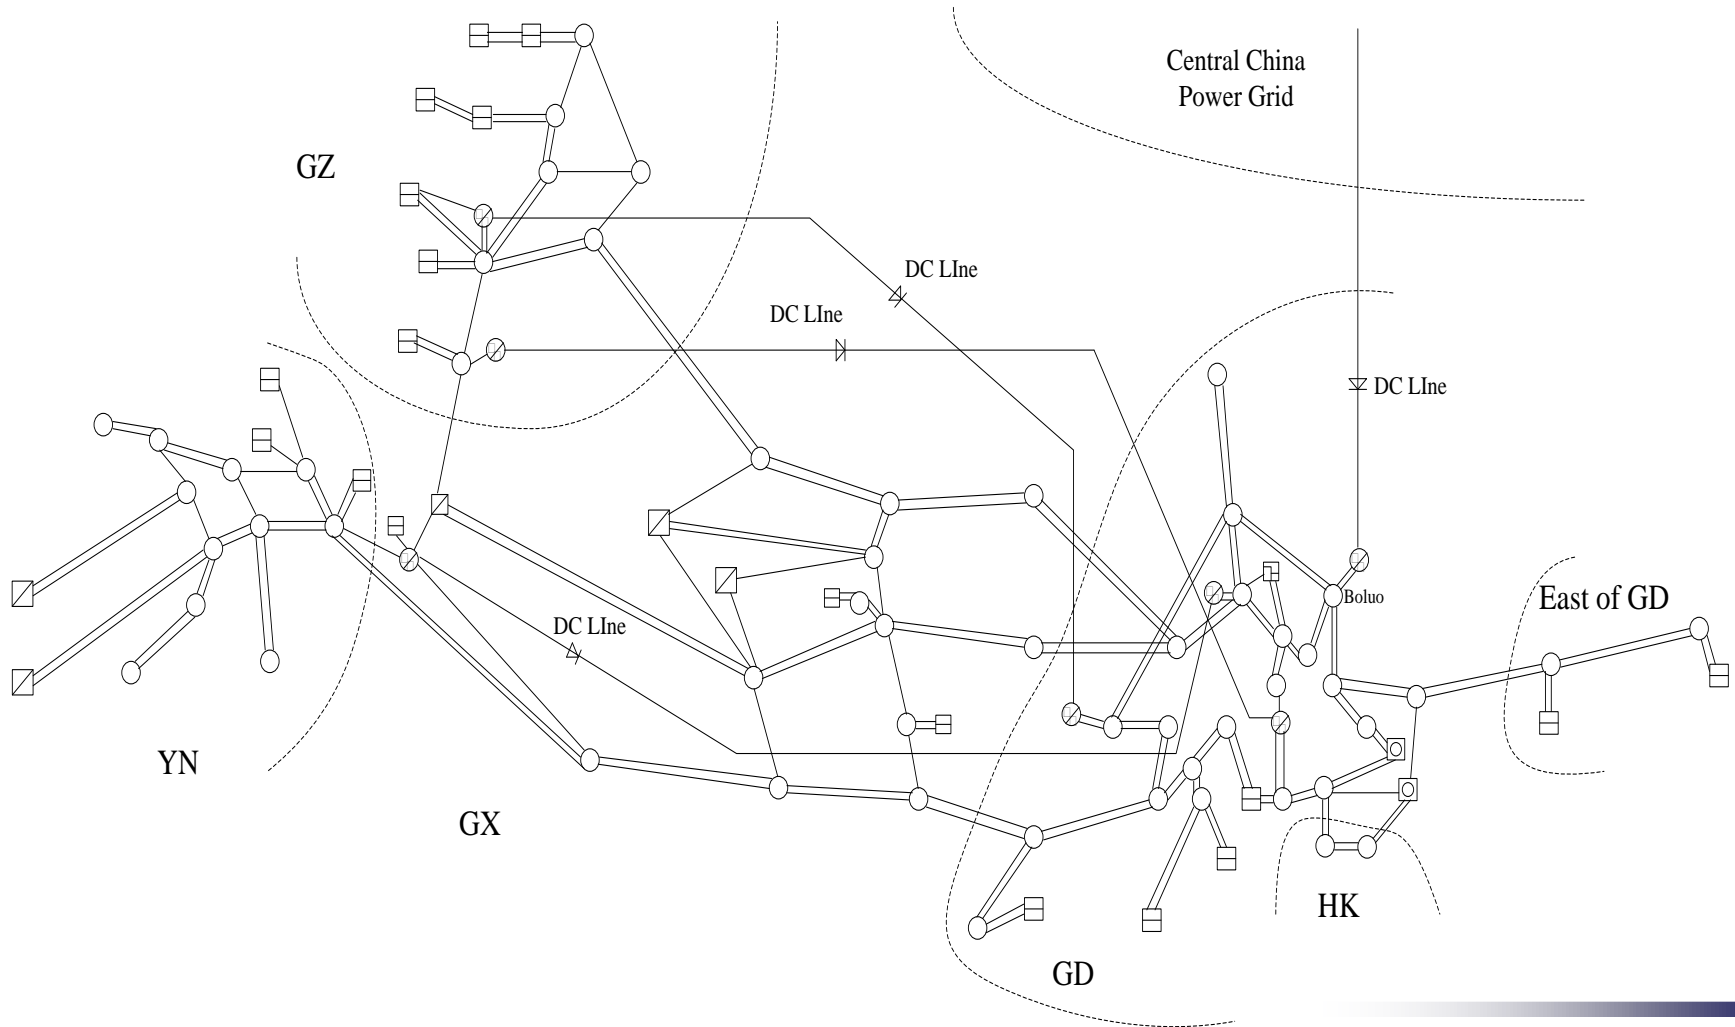 Central China
Power Grid
GZ
DC LIne
DC LIne
DC LIne
Boluo
East of GD
DC LIne
YN
GX
HK
GD